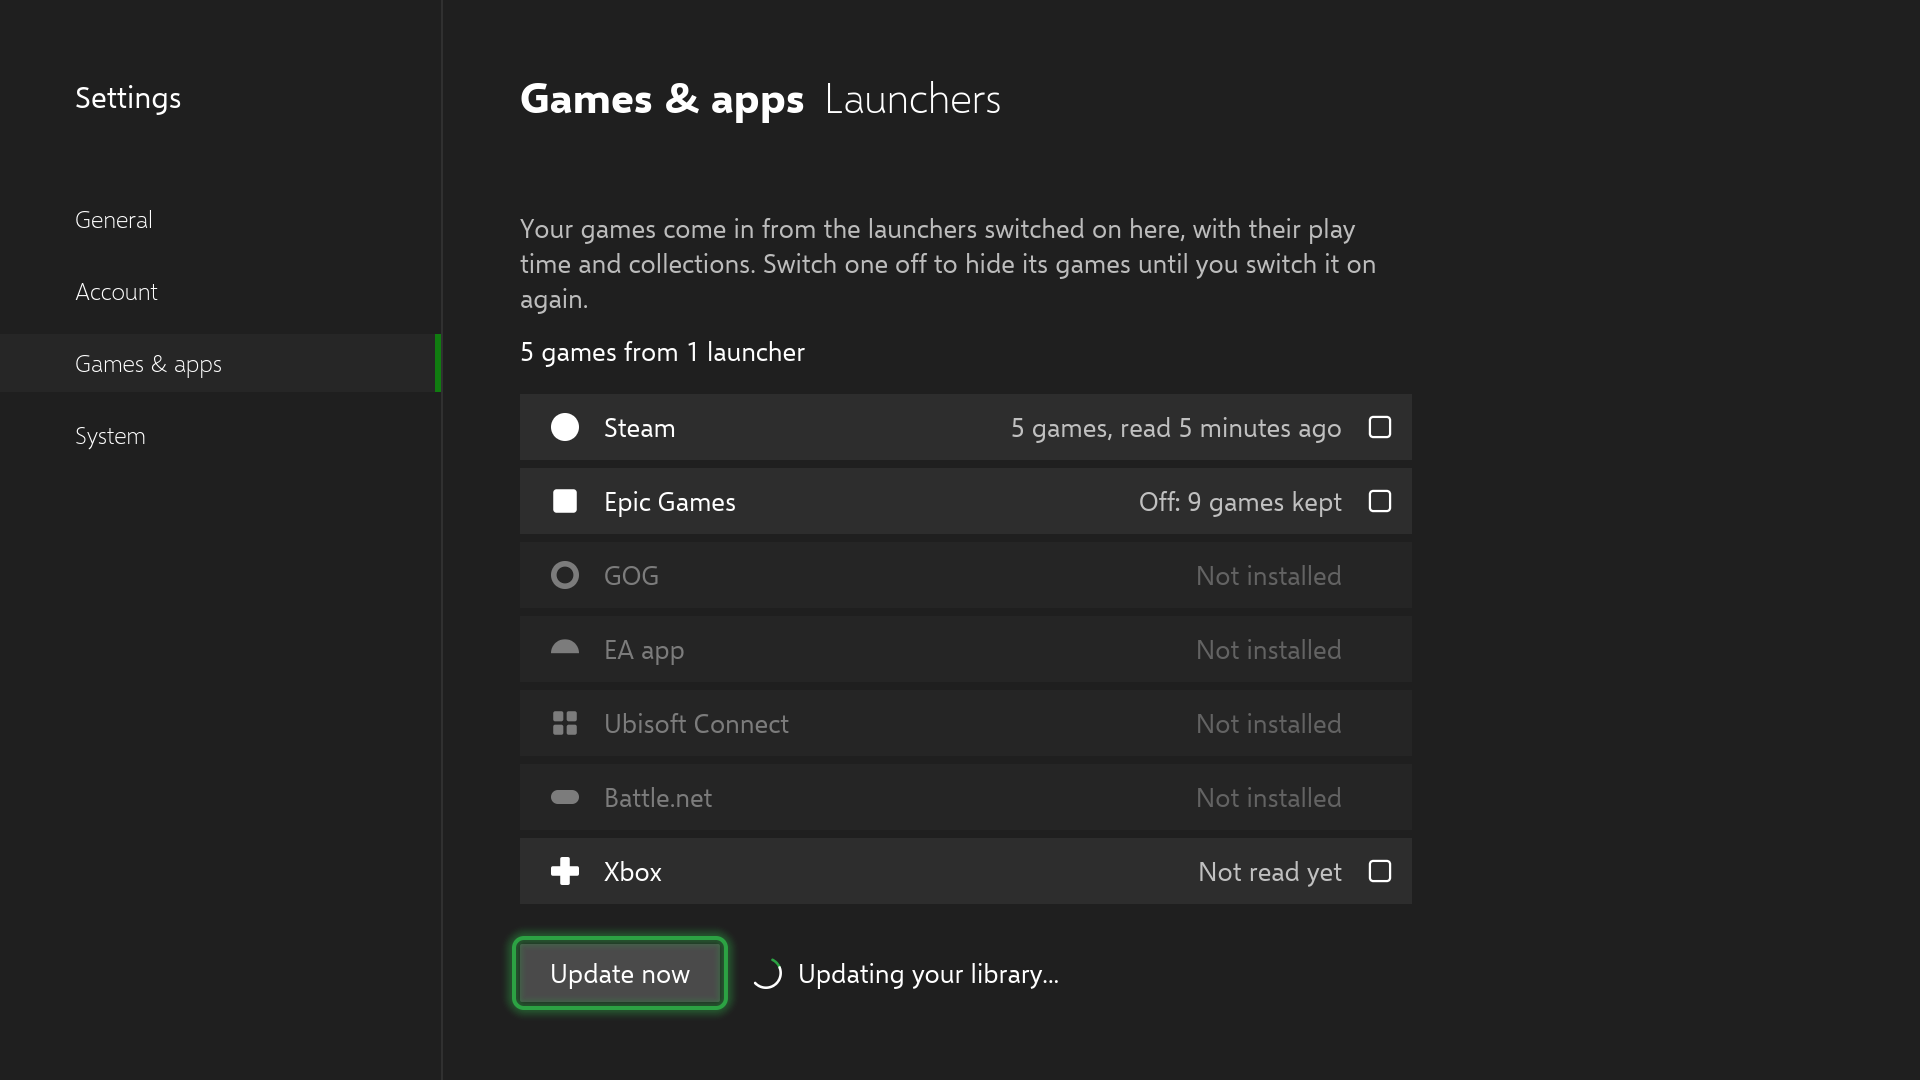 Settings
General
Account
Games & apps
System
Games & apps Launchers
Your games come in from the launchers switched on here, with their play
time and collections. Switch one off to hide its games until you switch it on
again.
5 games from 1 launcher
Steam 5 games, read 5 minutes ago
Epic Games Off: 9 games kept
GOG Not installed
EA app Not installed
Ubisoft Connect Not installed
Battle.net Not installed
Xbox Not read yet
Update now Updating your library...